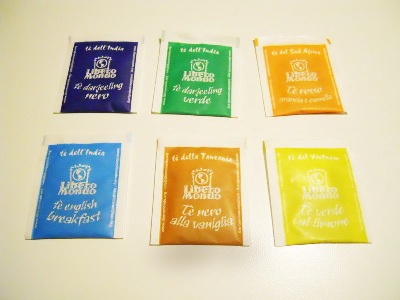 tè dell'India
Libero
Mondo
Tè darjeeling
nero
tè dell'India
Libero
Mondo
Tè darjeeling
verde
tè del Sud Africa
Libero
Mondo
Tè rosso
arancia e cannella
tè dell'India
Libero
Mondo
Tè english
breakfast
tè della Tanzania
Libero
Mondo
Tè nero
alla vaniglia
tè del Vietnam
Libero
Mondo
Tè verde
al limone